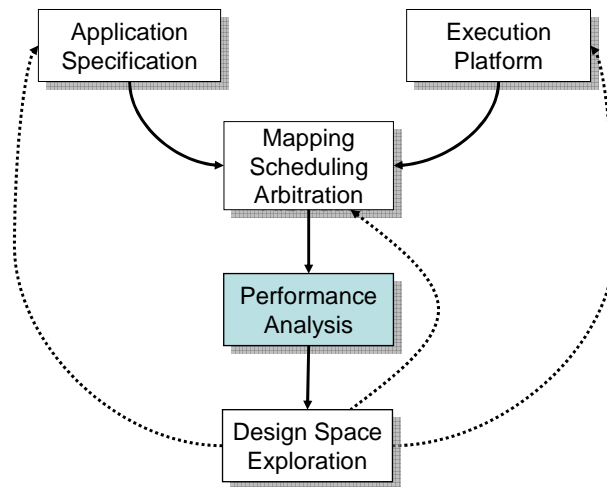 Application
Specification
Execution
Platform
Mapping
Scheduling
Arbitration
Performance
Analysis
Design Space
Exploration